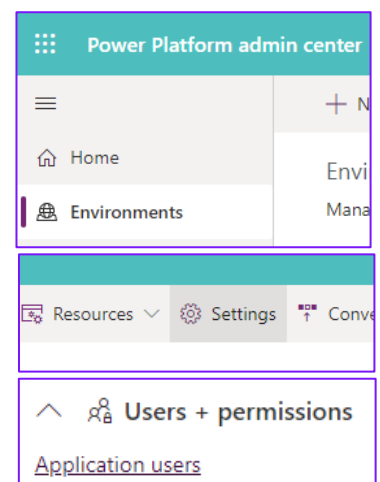 Power Platform admin center
N
Home
Envi
Environments
Mana
Resources Settings Conve
Users + permissions
Application users